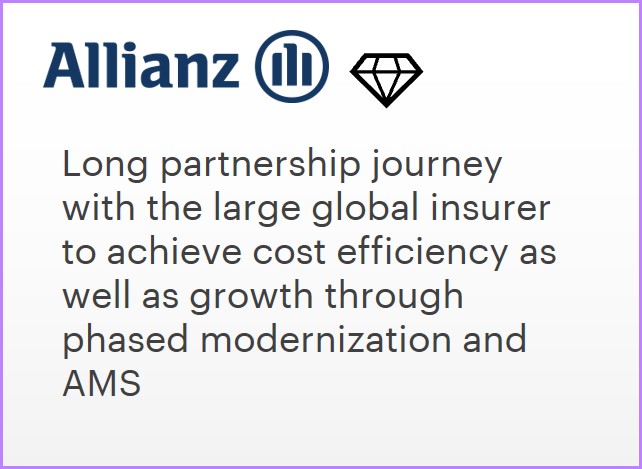 Allianz
Long partnership journey
with the large global insurer
to achieve cost efficiency as
well as growth through
phased modernization and
AMS